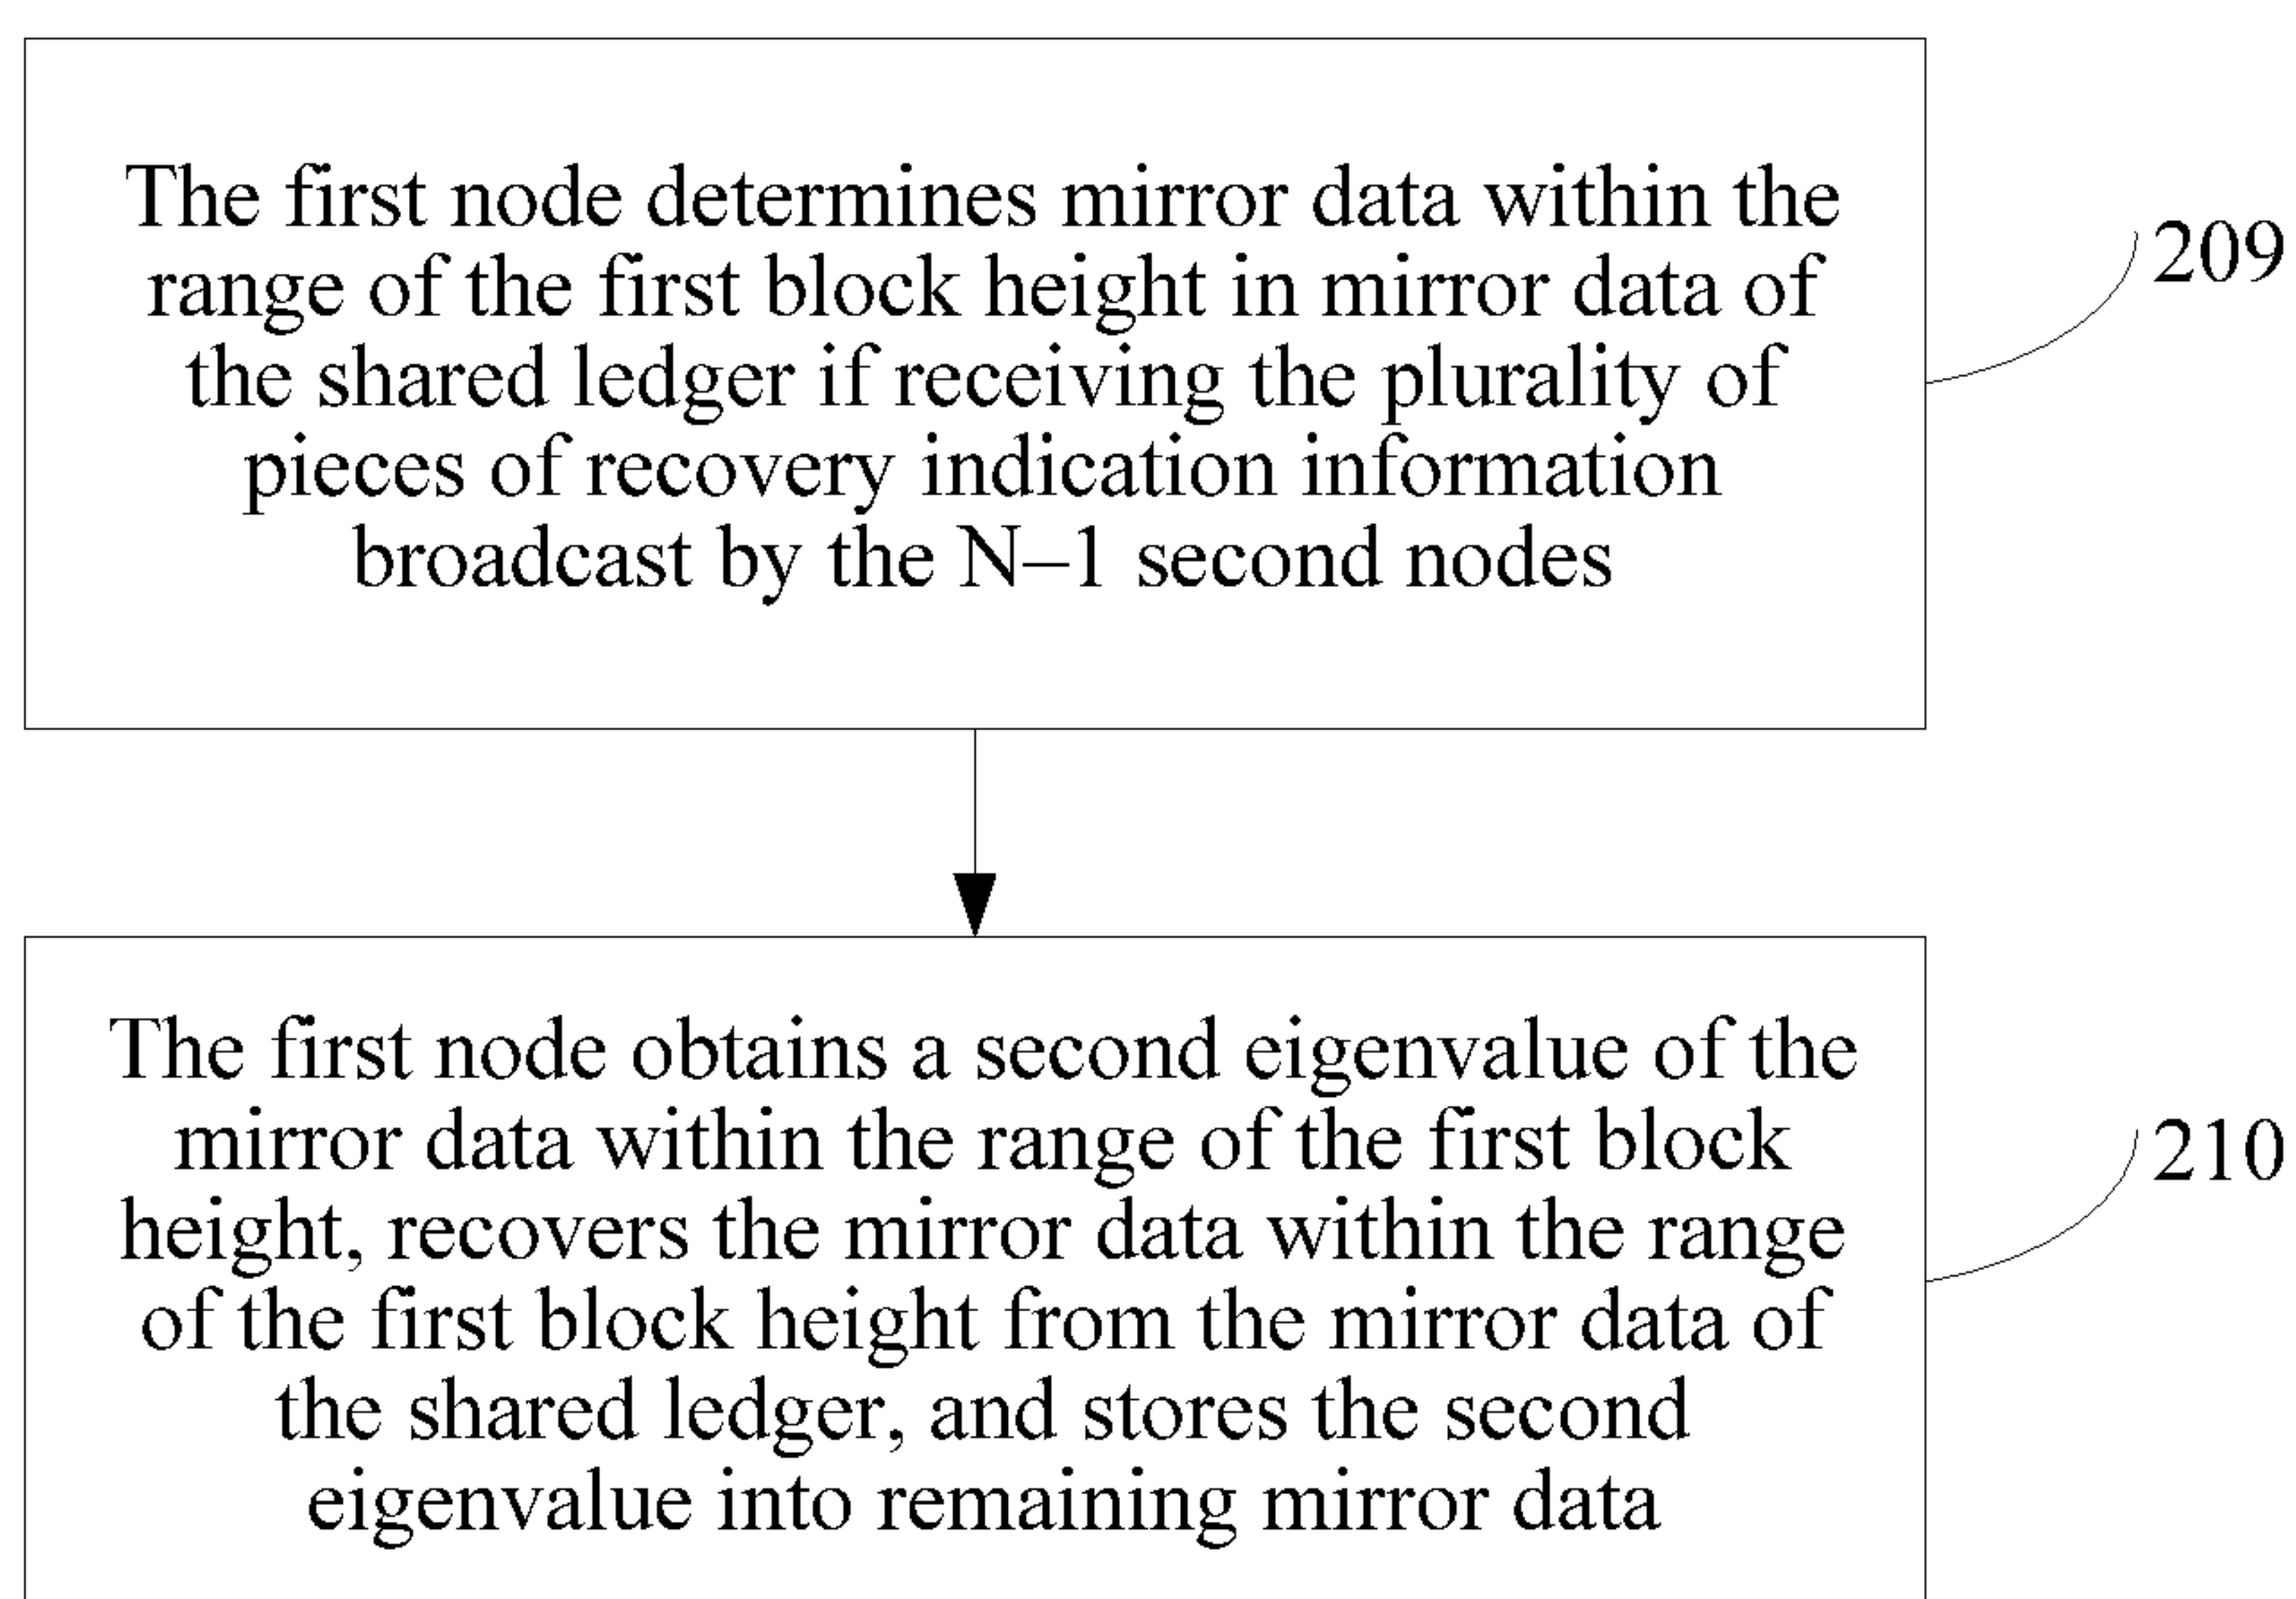 The first node determines mirror data within the
range of the first block height in mirror data of
the shared ledger if receiving the plurality of
pieces of recovery indication information
broadcast by the N–1 second nodes
209
The first node obtains a second eigenvalue of the
mirror data within the range of the first block
height, recovers the mirror data within the range
of the first block height from the mirror data of
the shared ledger, and stores the second
eigenvalue into remaining mirror data
210